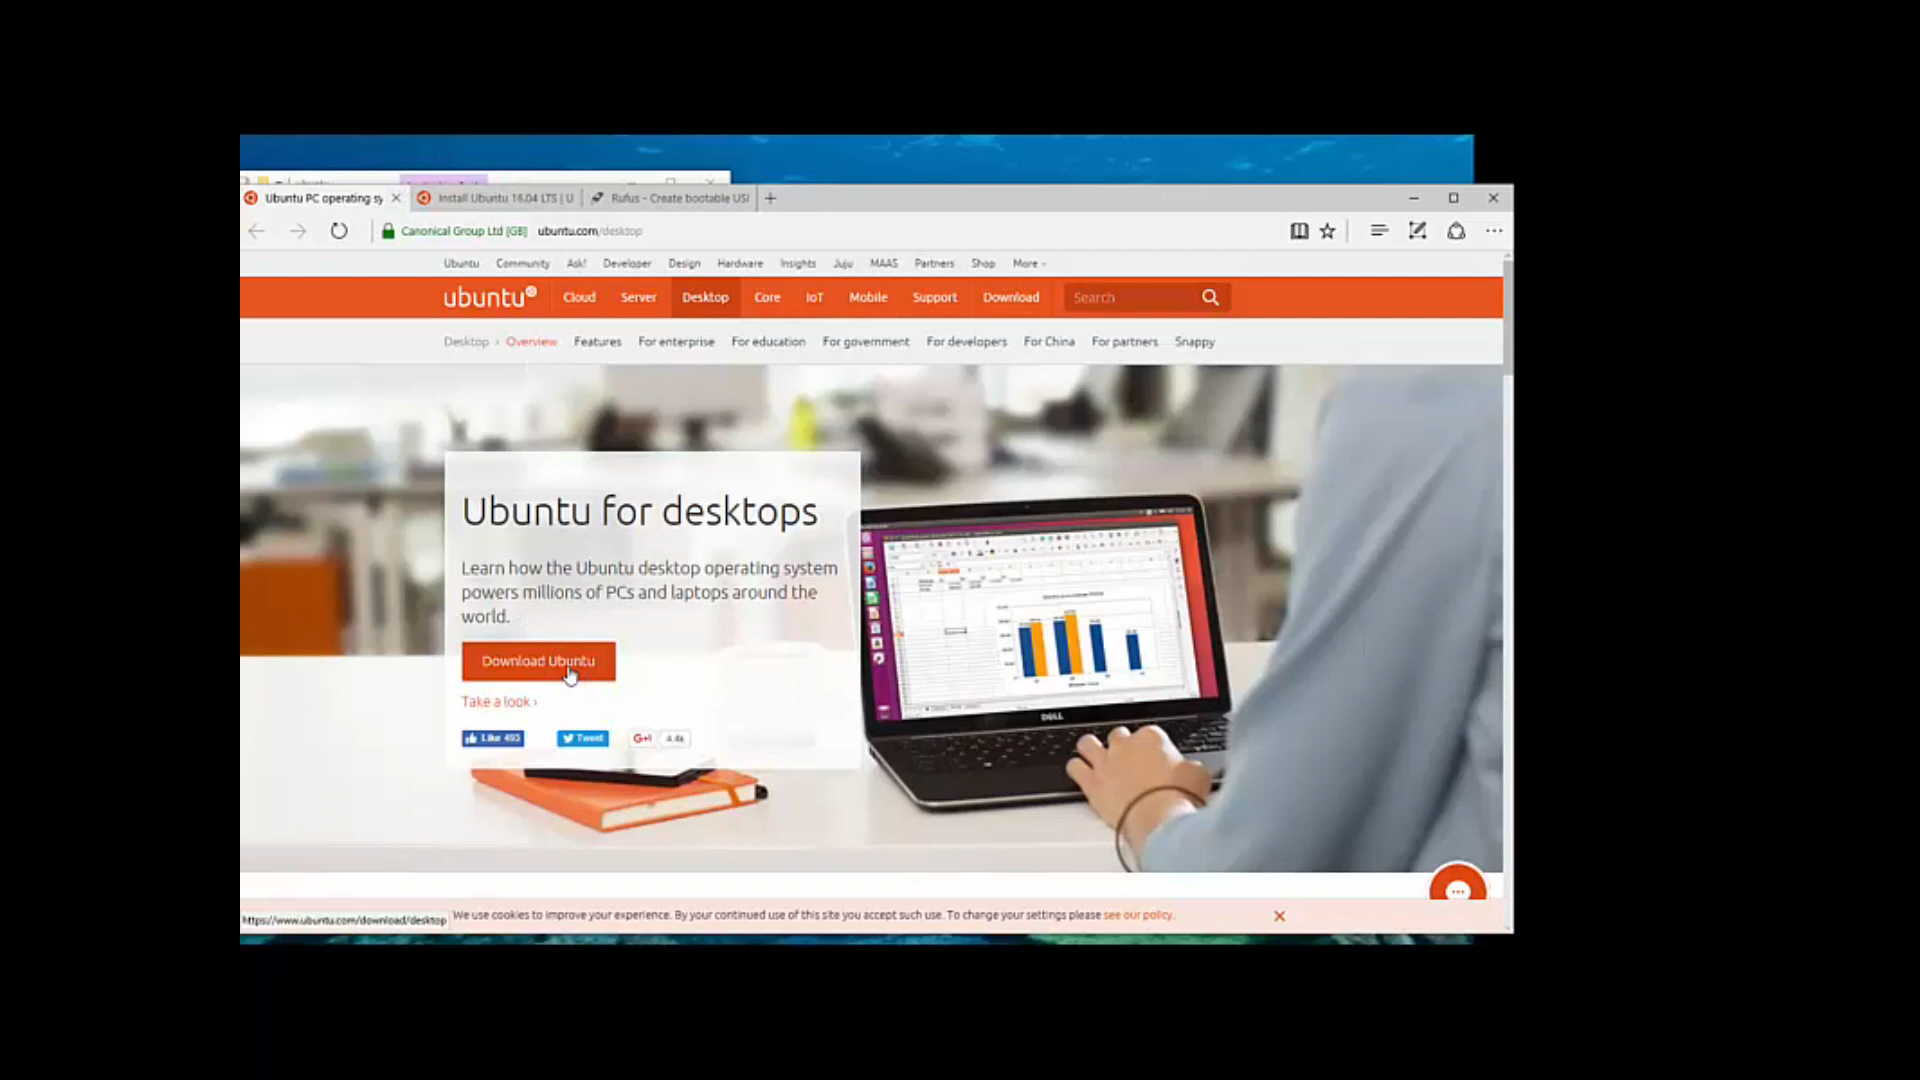 Ubuntu PC operating sy
Install Ubuntu 16.04 LTS | U
Rufus - Create bootable USI
Canonical Group Ltd [GB] ubuntu.com/desktop
Ubuntu Community Ask! Developer Design Hardware Insights Juju MAAS Partners Shop More
ubuntu Cloud Server Desktop Core IoT Mobile Support Download Search
Desktop › Overview Features For enterprise For education For government For developers For China For partners Snappy
Ubuntu for desktops
Learn how the Ubuntu desktop operating system
powers millions of PCs and laptops around the
world.
Download Ubuntu
Take a look ›
Like 493 Tweet G+1 4.4k
DELL
https://www.ubuntu.com/download/desktop
We use cookies to improve your experience. By your continued use of this site you accept such use. To change your settings please see our policy.